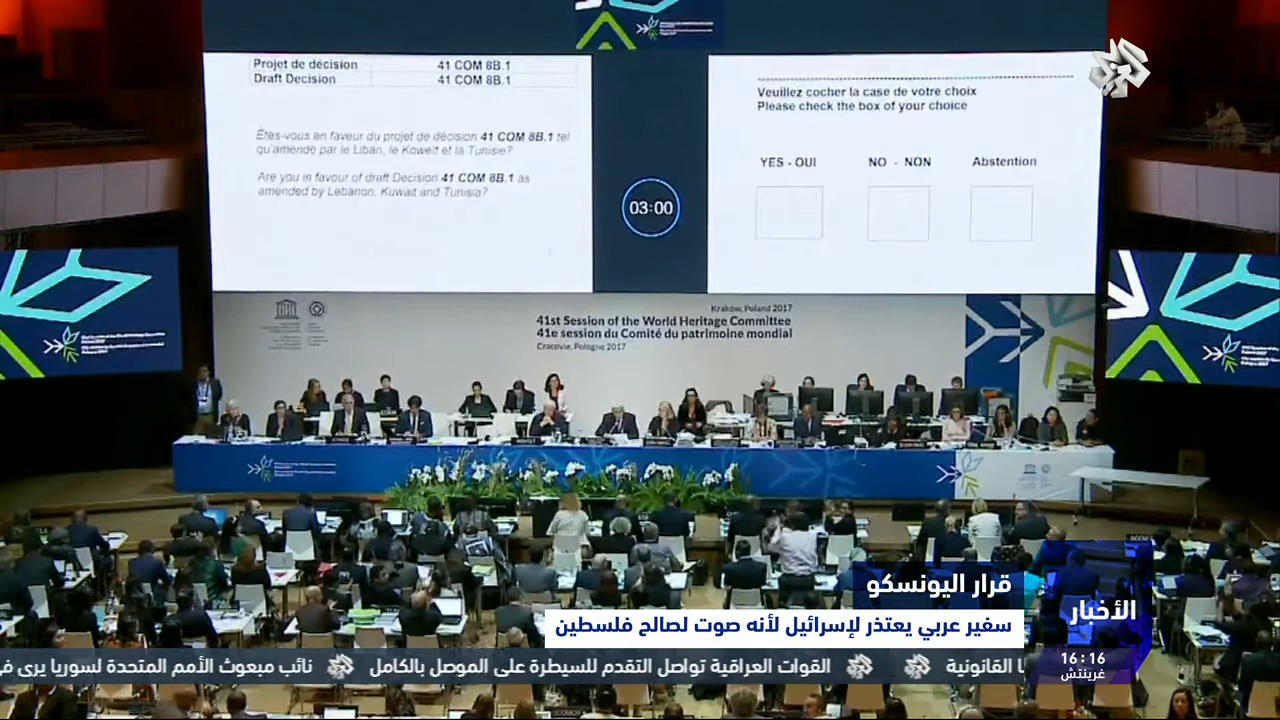 Projet de décision 41 COM 8B.1
Draft Decision 41 COM 8B.1
Êtes-vous en faveur du projet de décision 41 COM 8B.1 tel
qu'amendé par le Liban, le Koweït et la Tunisie?
Are you in favour of draft Decision 41 COM 8B.1 as
amended by Lebanon, Kuwait and Tunisia?
03:00
Veuillez cocher la case de votre choix
Please check the box of your choice
YES - OUI NO - NON Abstention
Krakow, Poland 2017
41st Session of the World Heritage Committee
41e session du Comité du patrimoine mondial
Cracovie, Pologne 2017
قرار اليونسكو
سفير عربي يعتذر لإسرائيل لأنه صوت لصالح فلسطين
الأخبار
16:16
غرينتش
القانونية
القوات العراقية تواصل التقدم للسيطرة على الموصل بالكامل
نائب مبعوث الأمم المتحدة لسوريا يرى